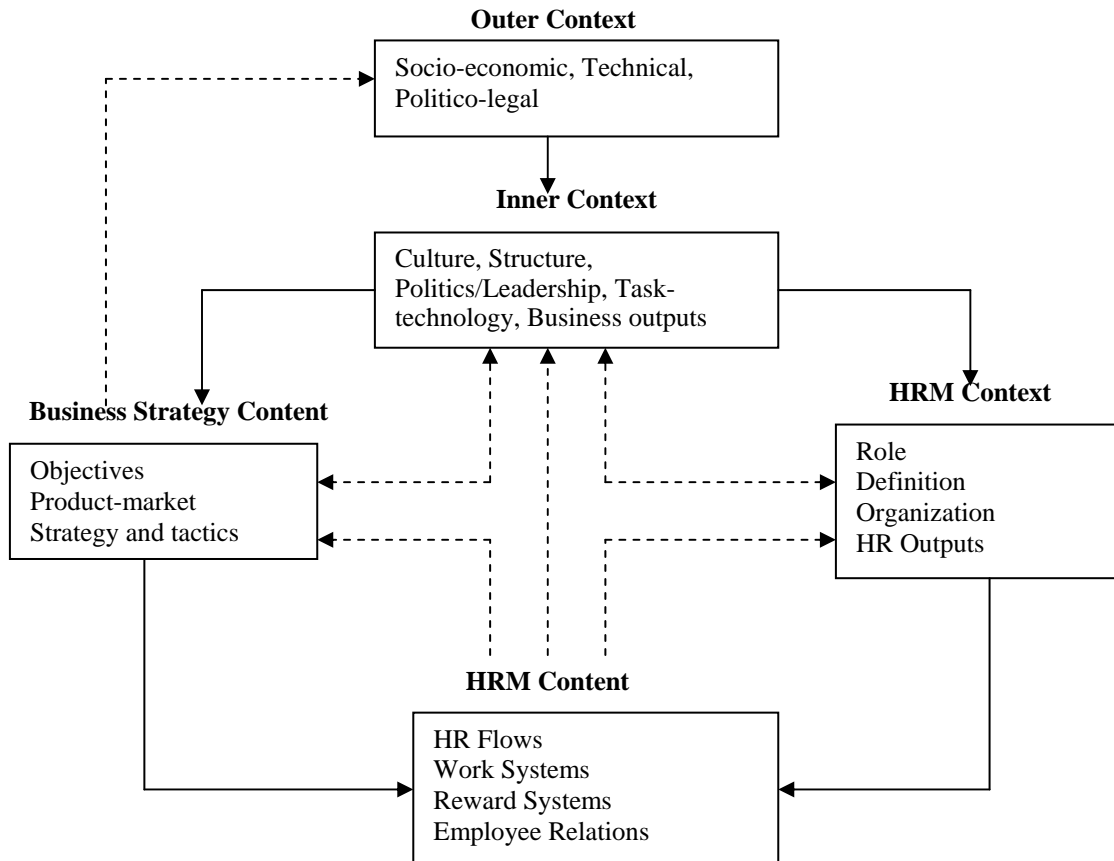 Outer Context
Socio-economic, Technical,
Politico-legal
Inner Context
Culture, Structure,
Politics/Leadership, Task-
technology, Business outputs
Business Strategy Content
Objectives
Product-market
Strategy and tactics
HRM Context
Role
Definition
Organization
HR Outputs
HRM Content
HR Flows
Work Systems
Reward Systems
Employee Relations